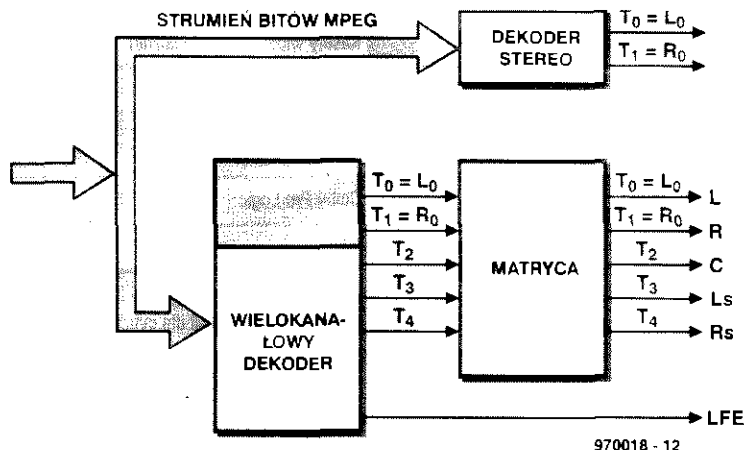 STRUMIEŃ BITÓW MPEG
DEKODER
STEREO
T₀ = L₀
T₁ = R₀
T₀ = L₀
T₁ = R₀
T₂
T₃
T₄
WIELOKANA-
ŁOWY
DEKODER
MATRYCA
T₀ = L₀ L
T₁ = R₀ R
T₂ C
T₃ Ls
T₄ Rs
LFE
970018 - 12